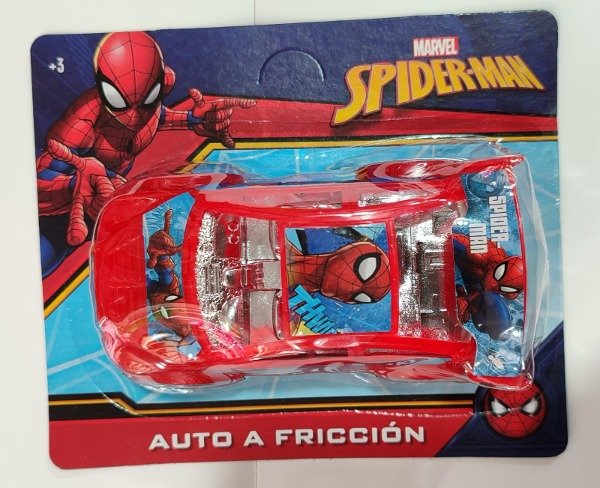 +3
MARVEL
SPIDER-MAN
SPIDER-
MAN
AUTO A FRICCIÓN